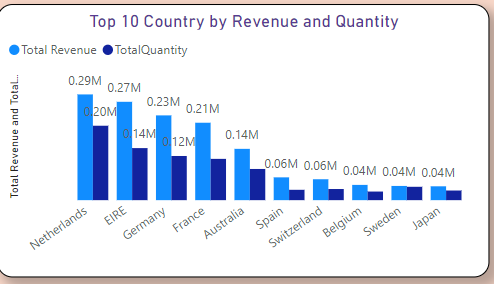 Top 10 Country by Revenue and Quantity
Total Revenue TotalQuantity
Total Revenue and Total...
0.29M
0.20M
0.27M
0.14M
0.23M
0.12M
0.21M
0.14M
0.06M
0.06M
0.04M
0.04M
0.04M
Netherlands
EIRE
Germany
France
Australia
Spain
Switzerland
Belgium
Sweden
Japan